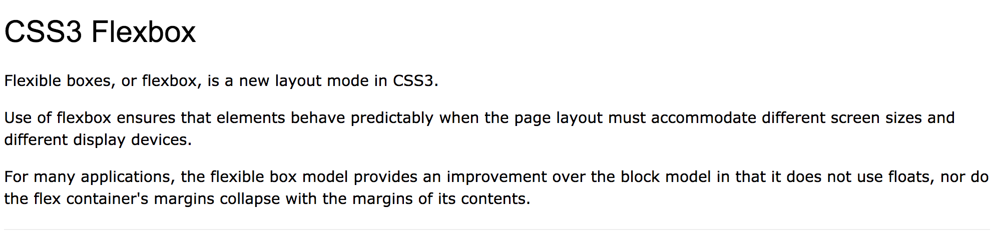 CSS3 Flexbox
Flexible boxes, or flexbox, is a new layout mode in CSS3.
Use of flexbox ensures that elements behave predictably when the page layout must accommodate different screen sizes and
different display devices.
For many applications, the flexible box model provides an improvement over the block model in that it does not use floats, nor do
the flex container's margins collapse with the margins of its contents.